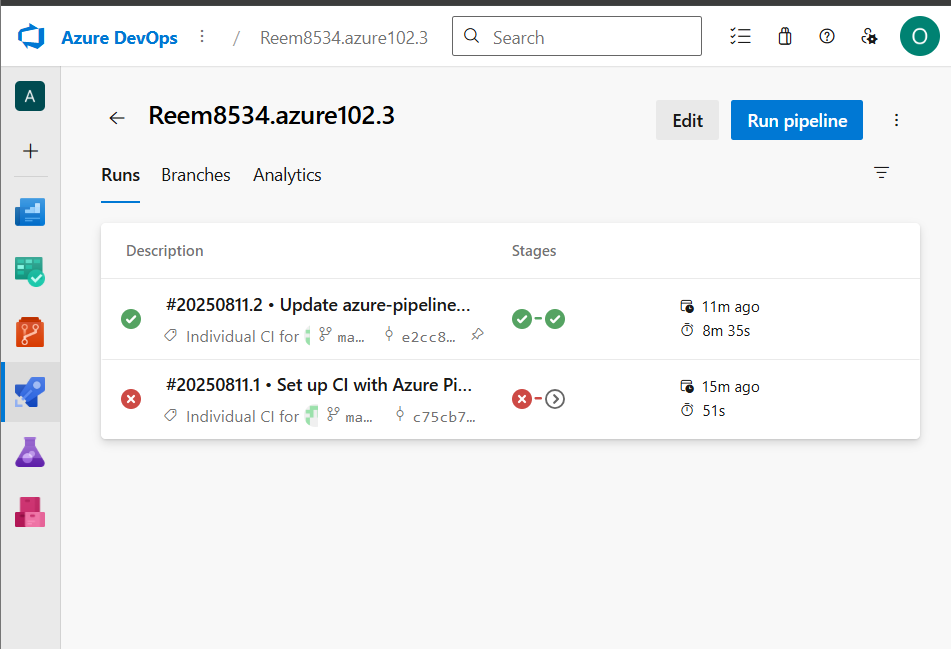 Azure DevOps / Reem8534.azure102.3 Search O
A
Reem8534.azure102.3 Edit Run pipeline
Runs Branches Analytics
Description Stages
#20250811.2 • Update azure-pipeline...
11m ago
Individual CI for ma... e2cc8...
8m 35s
#20250811.1 • Set up CI with Azure Pi...
15m ago
Individual CI for ma... c75cb7...
51s